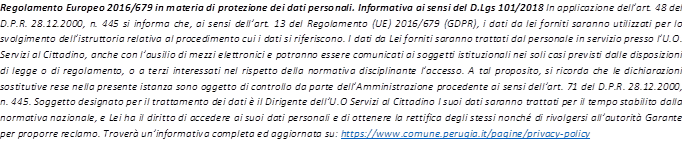 Regolamento Europeo 2016/679 in materia di protezione dei dati personali. Informativa ai sensi del D.Lgs 101/2018 In applicazione dell'art. 48 del
D.P.R. 28.12.2000, n. 445 si informa che, ai sensi dell'art. 13 del Regolamento (UE) 2016/679 (GDPR), i dati da lei forniti saranno utilizzati per lo
svolgimento dell'istruttoria relativa al procedimento cui i dati si riferiscono. I dati da Lei forniti saranno trattati dal personale in servizio presso l'U.O.
Servizi al Cittadino, anche con l'ausilio di mezzi elettronici e potranno essere comunicati ai soggetti istituzionali nei soli casi previsti dalle disposizioni
di legge o di regolamento, o a terzi interessati nel rispetto della normativa disciplinante l'accesso. A tal proposito, si ricorda che le dichiarazioni
sostitutive rese nella presente istanza sono oggetto di controllo da parte dell'Amministrazione procedente ai sensi dell'art. 71 del D.P.R. 28.12.2000,
n. 445. Soggetto designato per il trattamento dei dati è il Dirigente dell'U.O Servizi al Cittadino I suoi dati saranno trattati per il tempo stabilito dalla
normativa nazionale, e Lei ha il diritto di accedere ai suoi dati personali e di ottenere la rettifica degli stessi nonché di rivolgersi all'autorità Garante
per proporre reclamo. Troverà un'informativa completa ed aggiornata su: https://www.comune.perugia.it/pagine/privacy-policy